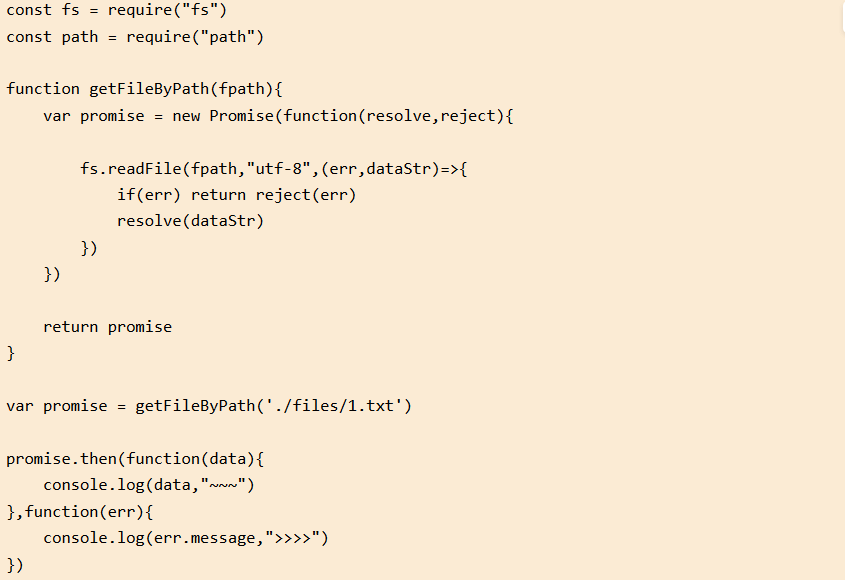 const fs = require("fs")
const path = require("path")
function getFileByPath(fpath){
var promise = new Promise(function(resolve,reject){
fs.readFile(fpath,"utf-8",(err,dataStr)=>{
if(err) return reject(err)
resolve(dataStr)
})
})
return promise
}
var promise = getFileByPath('./files/1.txt')
promise.then(function(data){
console.log(data,"~~~")
},function(err){
console.log(err.message,">>>>")
})